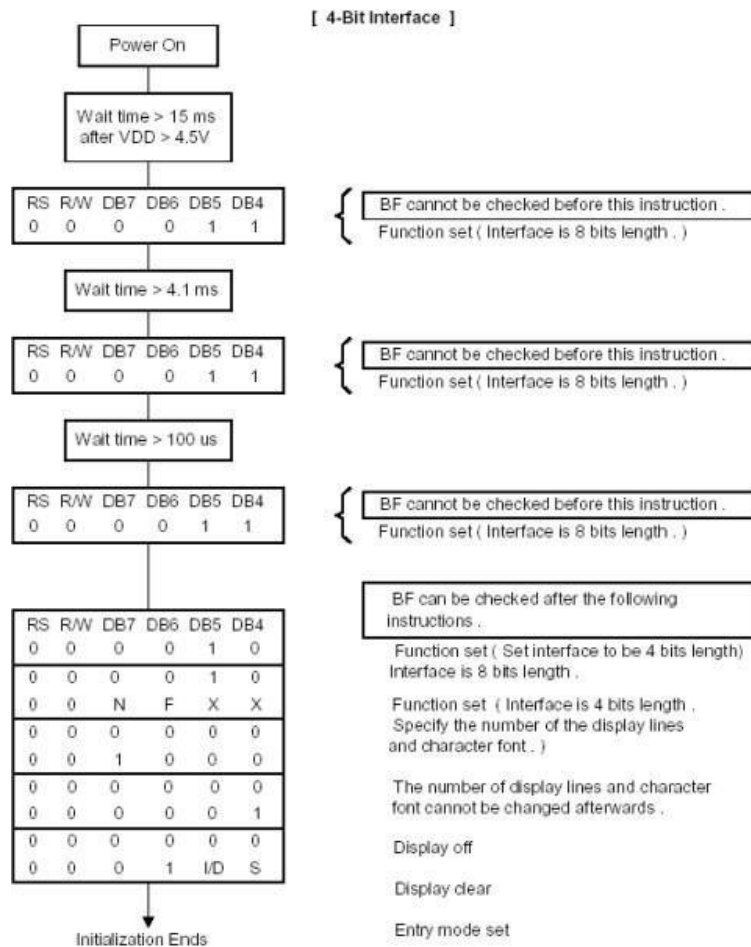 [ 4-Bit Interface ]
Power On
Wait time > 15 ms
after VDD > 4.5V
RS R/W DB7 DB6 DB5 DB4
0 0 0 0 1 1
BF cannot be checked before this instruction .
Function set ( Interface is 8 bits length . )
Wait time > 4.1 ms
RS R/W DB7 DB6 DB5 DB4
0 0 0 0 1 1
BF cannot be checked before this instruction .
Function set ( Interface is 8 bits length . )
Wait time > 100 us
RS R/W DB7 DB6 DB5 DB4
0 0 0 0 1 1
BF cannot be checked before this instruction .
Function set ( Interface is 8 bits length . )
RS R/W DB7 DB6 DB5 DB4
0 0 0 0 1 0
0 0 0 0 1 0
0 0 N F X X
0 0 0 0 0 0
0 0 1 0 0 0
0 0 0 0 0 0
0 0 0 0 0 1
0 0 0 0 0 0
0 0 0 1 I/D S
BF can be checked after the following
instructions .
Function set ( Set interface to be 4 bits length)
Interface is 8 bits length .
Function set ( Interface is 4 bits length .
Specify the number of the display lines
and character font . )
The number of display lines and character
font cannot be changed afterwards .
Display off
Display clear
Entry mode set
Initialization Ends